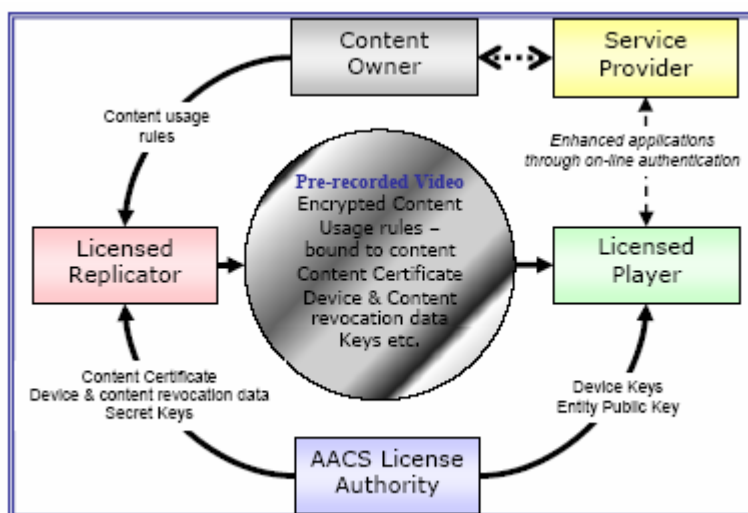 Content
Owner
Service
Provider
Content usage
rules
Enhanced applications
through on-line authentication
Pre-recorded Video
Encrypted Content
Usage rules –
bound to content
Content Certificate
Device & Content
revocation data
Keys etc.
Licensed
Replicator
Licensed
Player
Content Certificate
Device & content revocation data
Secret Keys
Device Keys
Entity Public Key
AACS License
Authority